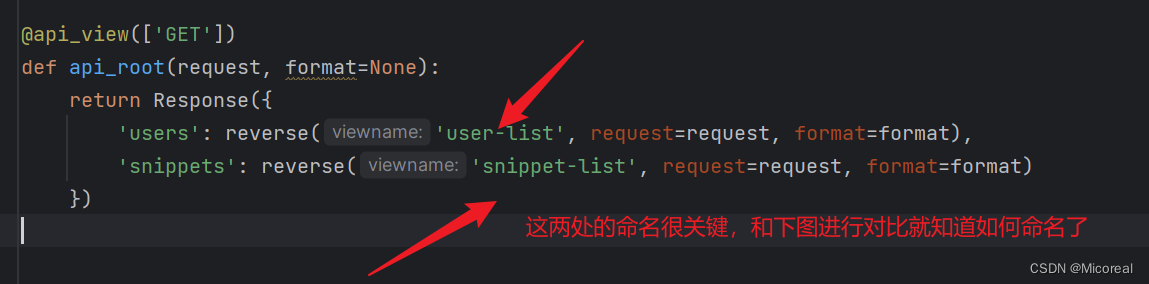 @api_view(['GET'])
def api_root(request, format=None):
    return Response({
        'users': reverse( viewname: 'user-list', request=request, format=format),
        'snippets': reverse( viewname: 'snippet-list', request=request, format=format)
    })
这两处的命名很关键，和下图进行对比就知道如何命名了
CSDN @Micoreal